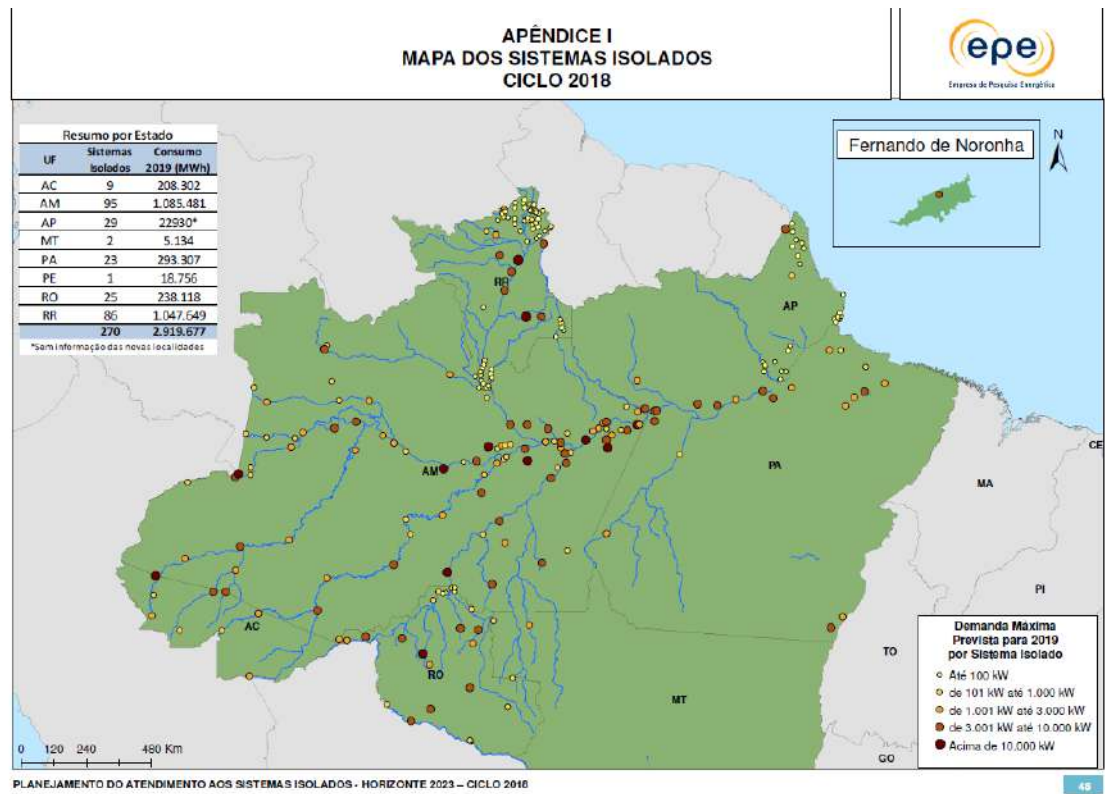 APÊNDICE I
MAPA DOS SISTEMAS ISOLADOS
CICLO 2018
epe
Empresa de Pesquisa Energética
Resumo por Estado
UF Sistemas Isolados Consumo 2019 (MWh)
AC 9 208.302
AM 95 1.085.481
AP 29 22930*
MT 2 5.134
PA 23 293.307
PE 1 18.756
RO 25 238.118
RR 86 1.047.649
270 2.919.677
*Sem informação das novas localidades
Fernando de Noronha
N
RR
AP
AM
PA
MA
CE
PI
AC
RO
MT
TO
GO
Demanda Máxima
Prevista para 2019
por Sistema Isolado
Até 100 kW
de 101 kW até 1.000 kW
de 1.001 kW até 3.000 kW
de 3.001 kW até 10.000 kW
Acima de 10.000 kW
0 120 240 480 Km
PLANEJAMENTO DO ATENDIMENTO AOS SISTEMAS ISOLADOS - HORIZONTE 2023 – CICLO 2018
48